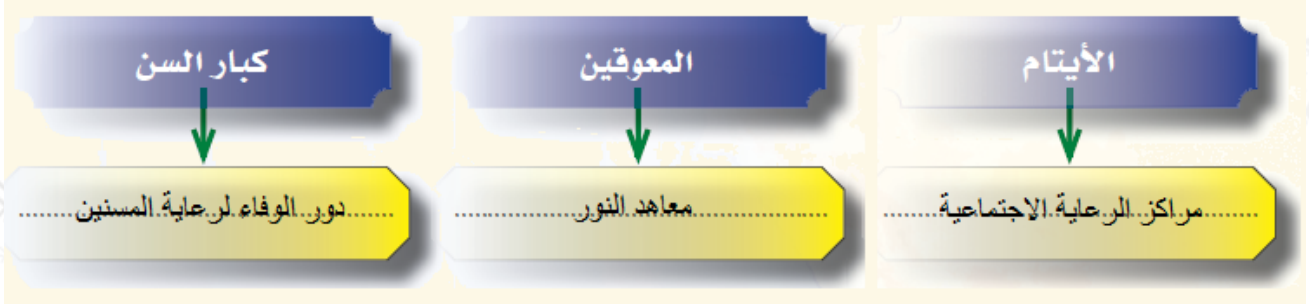 الأيتام
المعوقين
كبار السن
مراكز الرعاية الاجتماعية
معاهد النور
دور الوفاء لرعاية المسنين